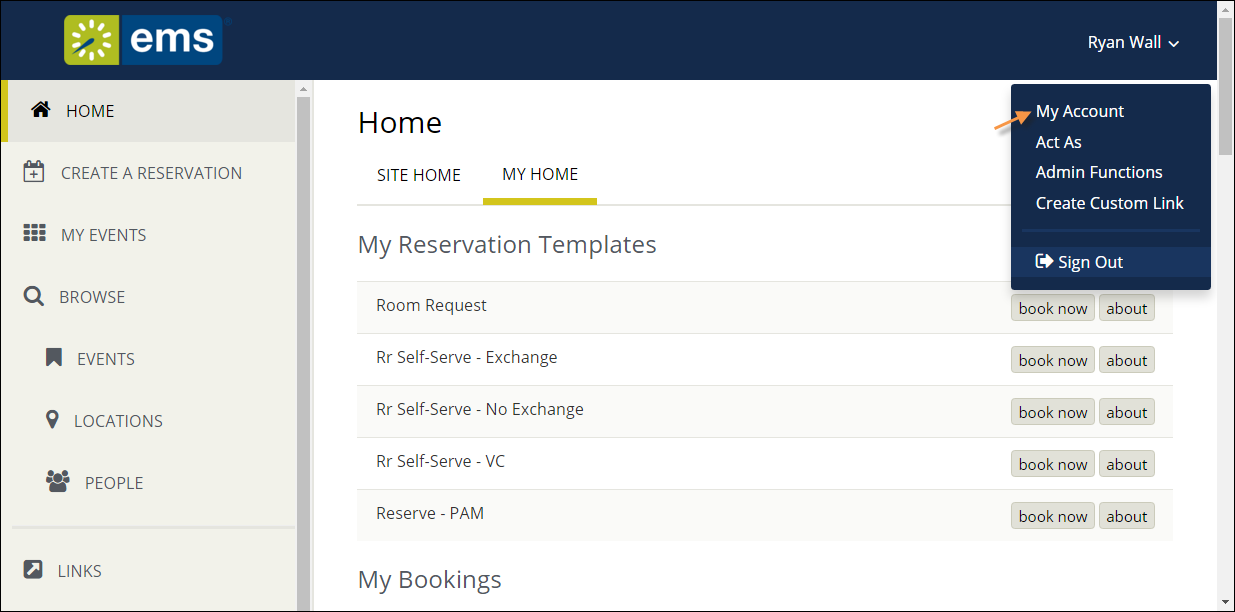 ems
Ryan Wall
HOME
CREATE A RESERVATION
MY EVENTS
BROWSE
EVENTS
LOCATIONS
PEOPLE
LINKS
Home
SITE HOME MY HOME
My Reservation Templates
Room Request book now about
Rr Self-Serve - Exchange book now about
Rr Self-Serve - No Exchange book now about
Rr Self-Serve - VC book now about
Reserve - PAM book now about
My Bookings
My Account
Act As
Admin Functions
Create Custom Link
Sign Out